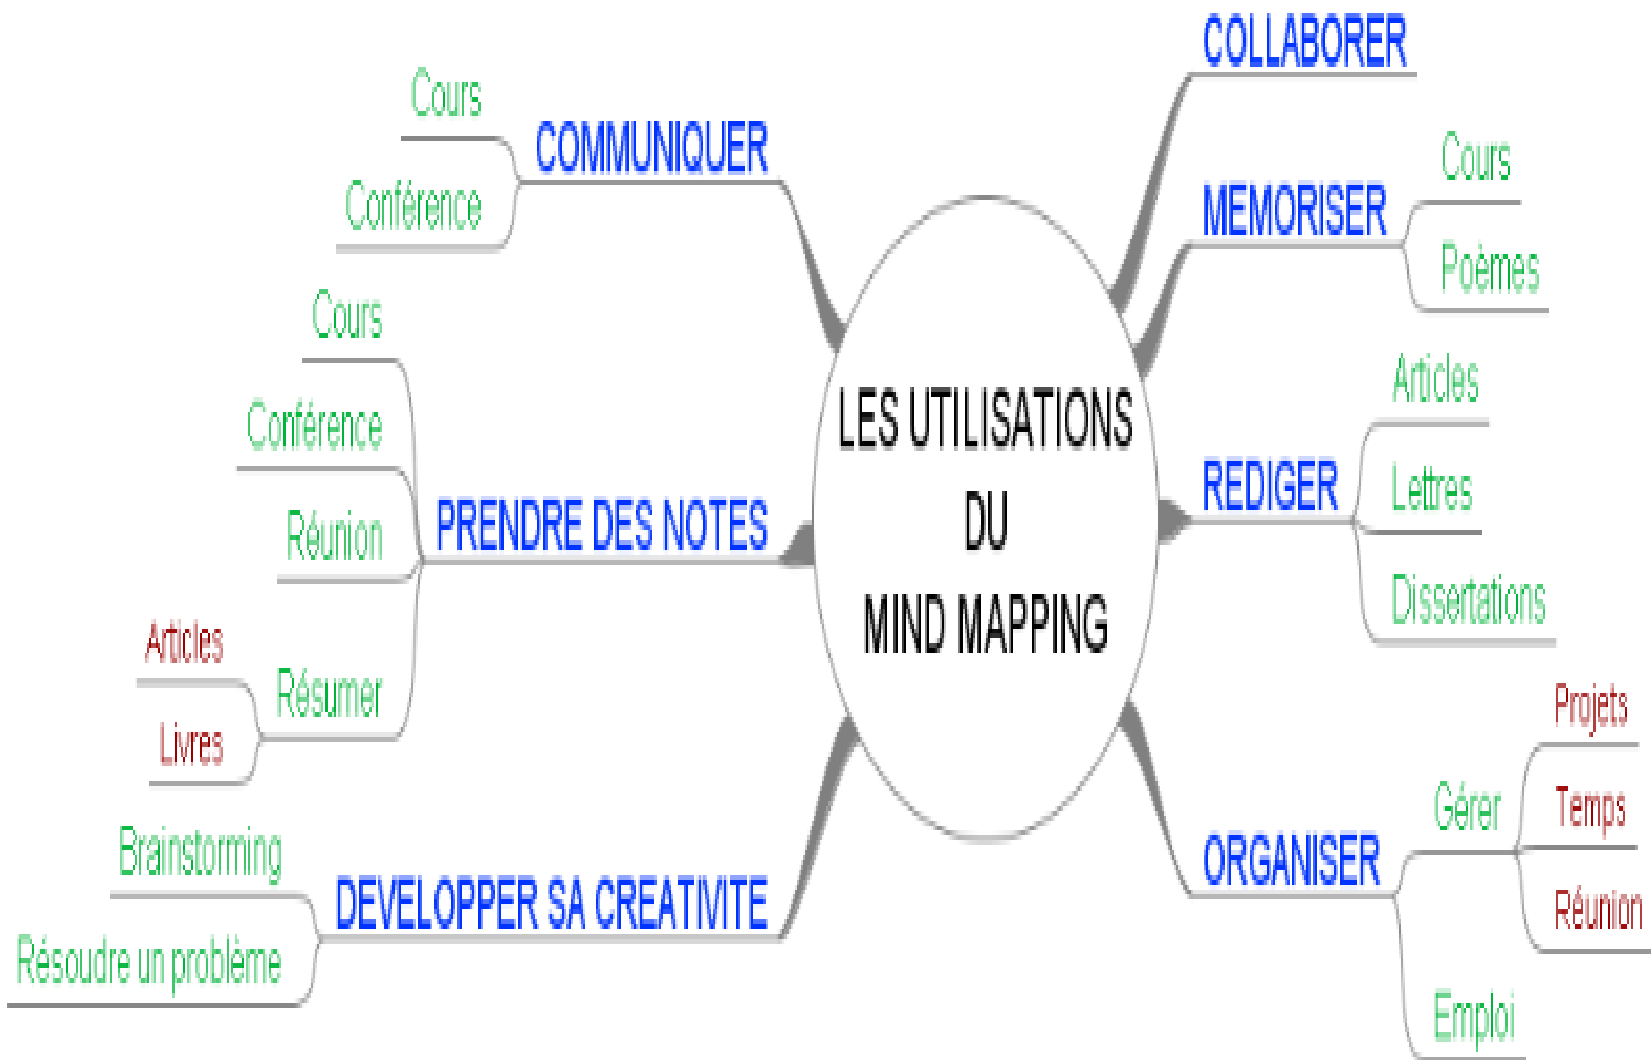 LES UTILISATIONS
DU
MIND MAPPING
COLLABORER
MEMORISER
Cours
Poèmes
REDIGER
Articles
Lettres
Dissertations
ORGANISER
Gérer
Projets
Temps
Réunion
Emploi
COMMUNIQUER
Cours
Conférence
PRENDRE DES NOTES
Cours
Conférence
Réunion
Résumer
Articles
Livres
DEVELOPPER SA CREATIVITE
Brainstorming
Résoudre un problème